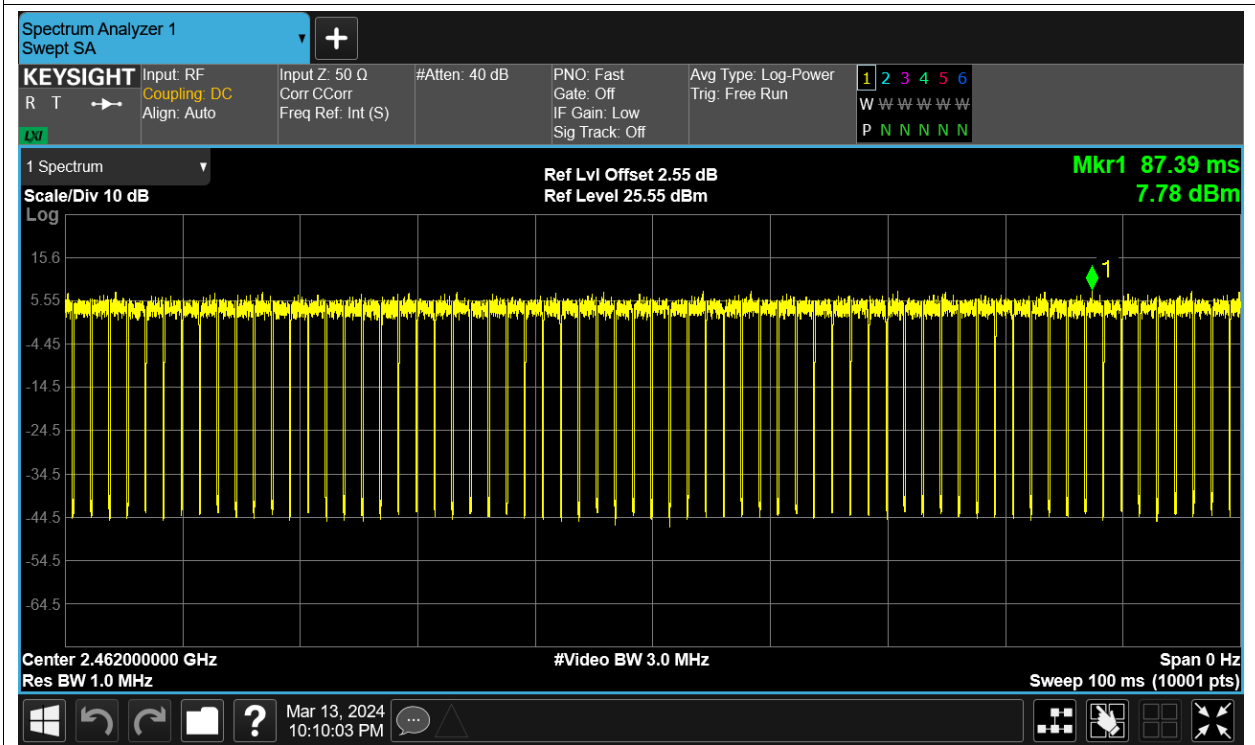 Spectrum Analyzer 1
Swept SA
+
KEYSIGHT
R T
LXI
Input: RF
Coupling: DC
Align: Auto
Input Z: 50 Ω
Corr CCorr
Freq Ref: Int (S)
#Atten: 40 dB
PNO: Fast
Gate: Off
IF Gain: Low
Sig Track: Off
Avg Type: Log-Power
Trig: Free Run
1 2 3 4 5 6
W W W W W W
P N N N N N
1 Spectrum
Scale/Div 10 dB
Log
Ref Lvl Offset 2.55 dB
Ref Level 25.55 dBm
Mkr1 87.39 ms
7.78 dBm
15.6
5.55
-4.45
-14.5
-24.5
-34.5
-44.5
-54.5
-64.5
1
Center 2.462000000 GHz
Res BW 1.0 MHz
#Video BW 3.0 MHz
Span 0 Hz
Sweep 100 ms (10001 pts)
?
Mar 13, 2024
10:10:03 PM